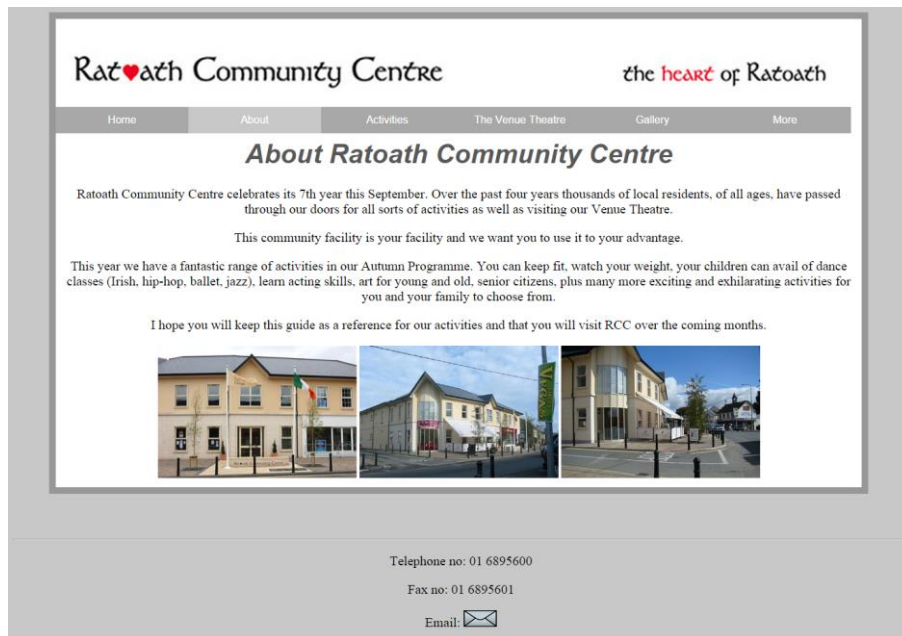 Ratoath Community Centre
the heart of Ratoath
Home About Activities The Venue Theatre Gallery More
About Ratoath Community Centre
Ratoath Community Centre celebrates its 7th year this September. Over the past four years thousands of local residents, of all ages, have passed
through our doors for all sorts of activities as well as visiting our Venue Theatre.
This community facility is your facility and we want you to use it to your advantage.
This year we have a fantastic range of activities in our Autumn Programme. You can keep fit, watch your weight, your children can avail of dance
classes (Irish, hip-hop, ballet, jazz), learn acting skills, art for young and old, senior citizens, plus many more exciting and exhilarating activities for
you and your family to choose from.
I hope you will keep this guide as a reference for our activities and that you will visit RCC over the coming months.
Telephone no: 01 6895600
Fax no: 01 6895601
Email: